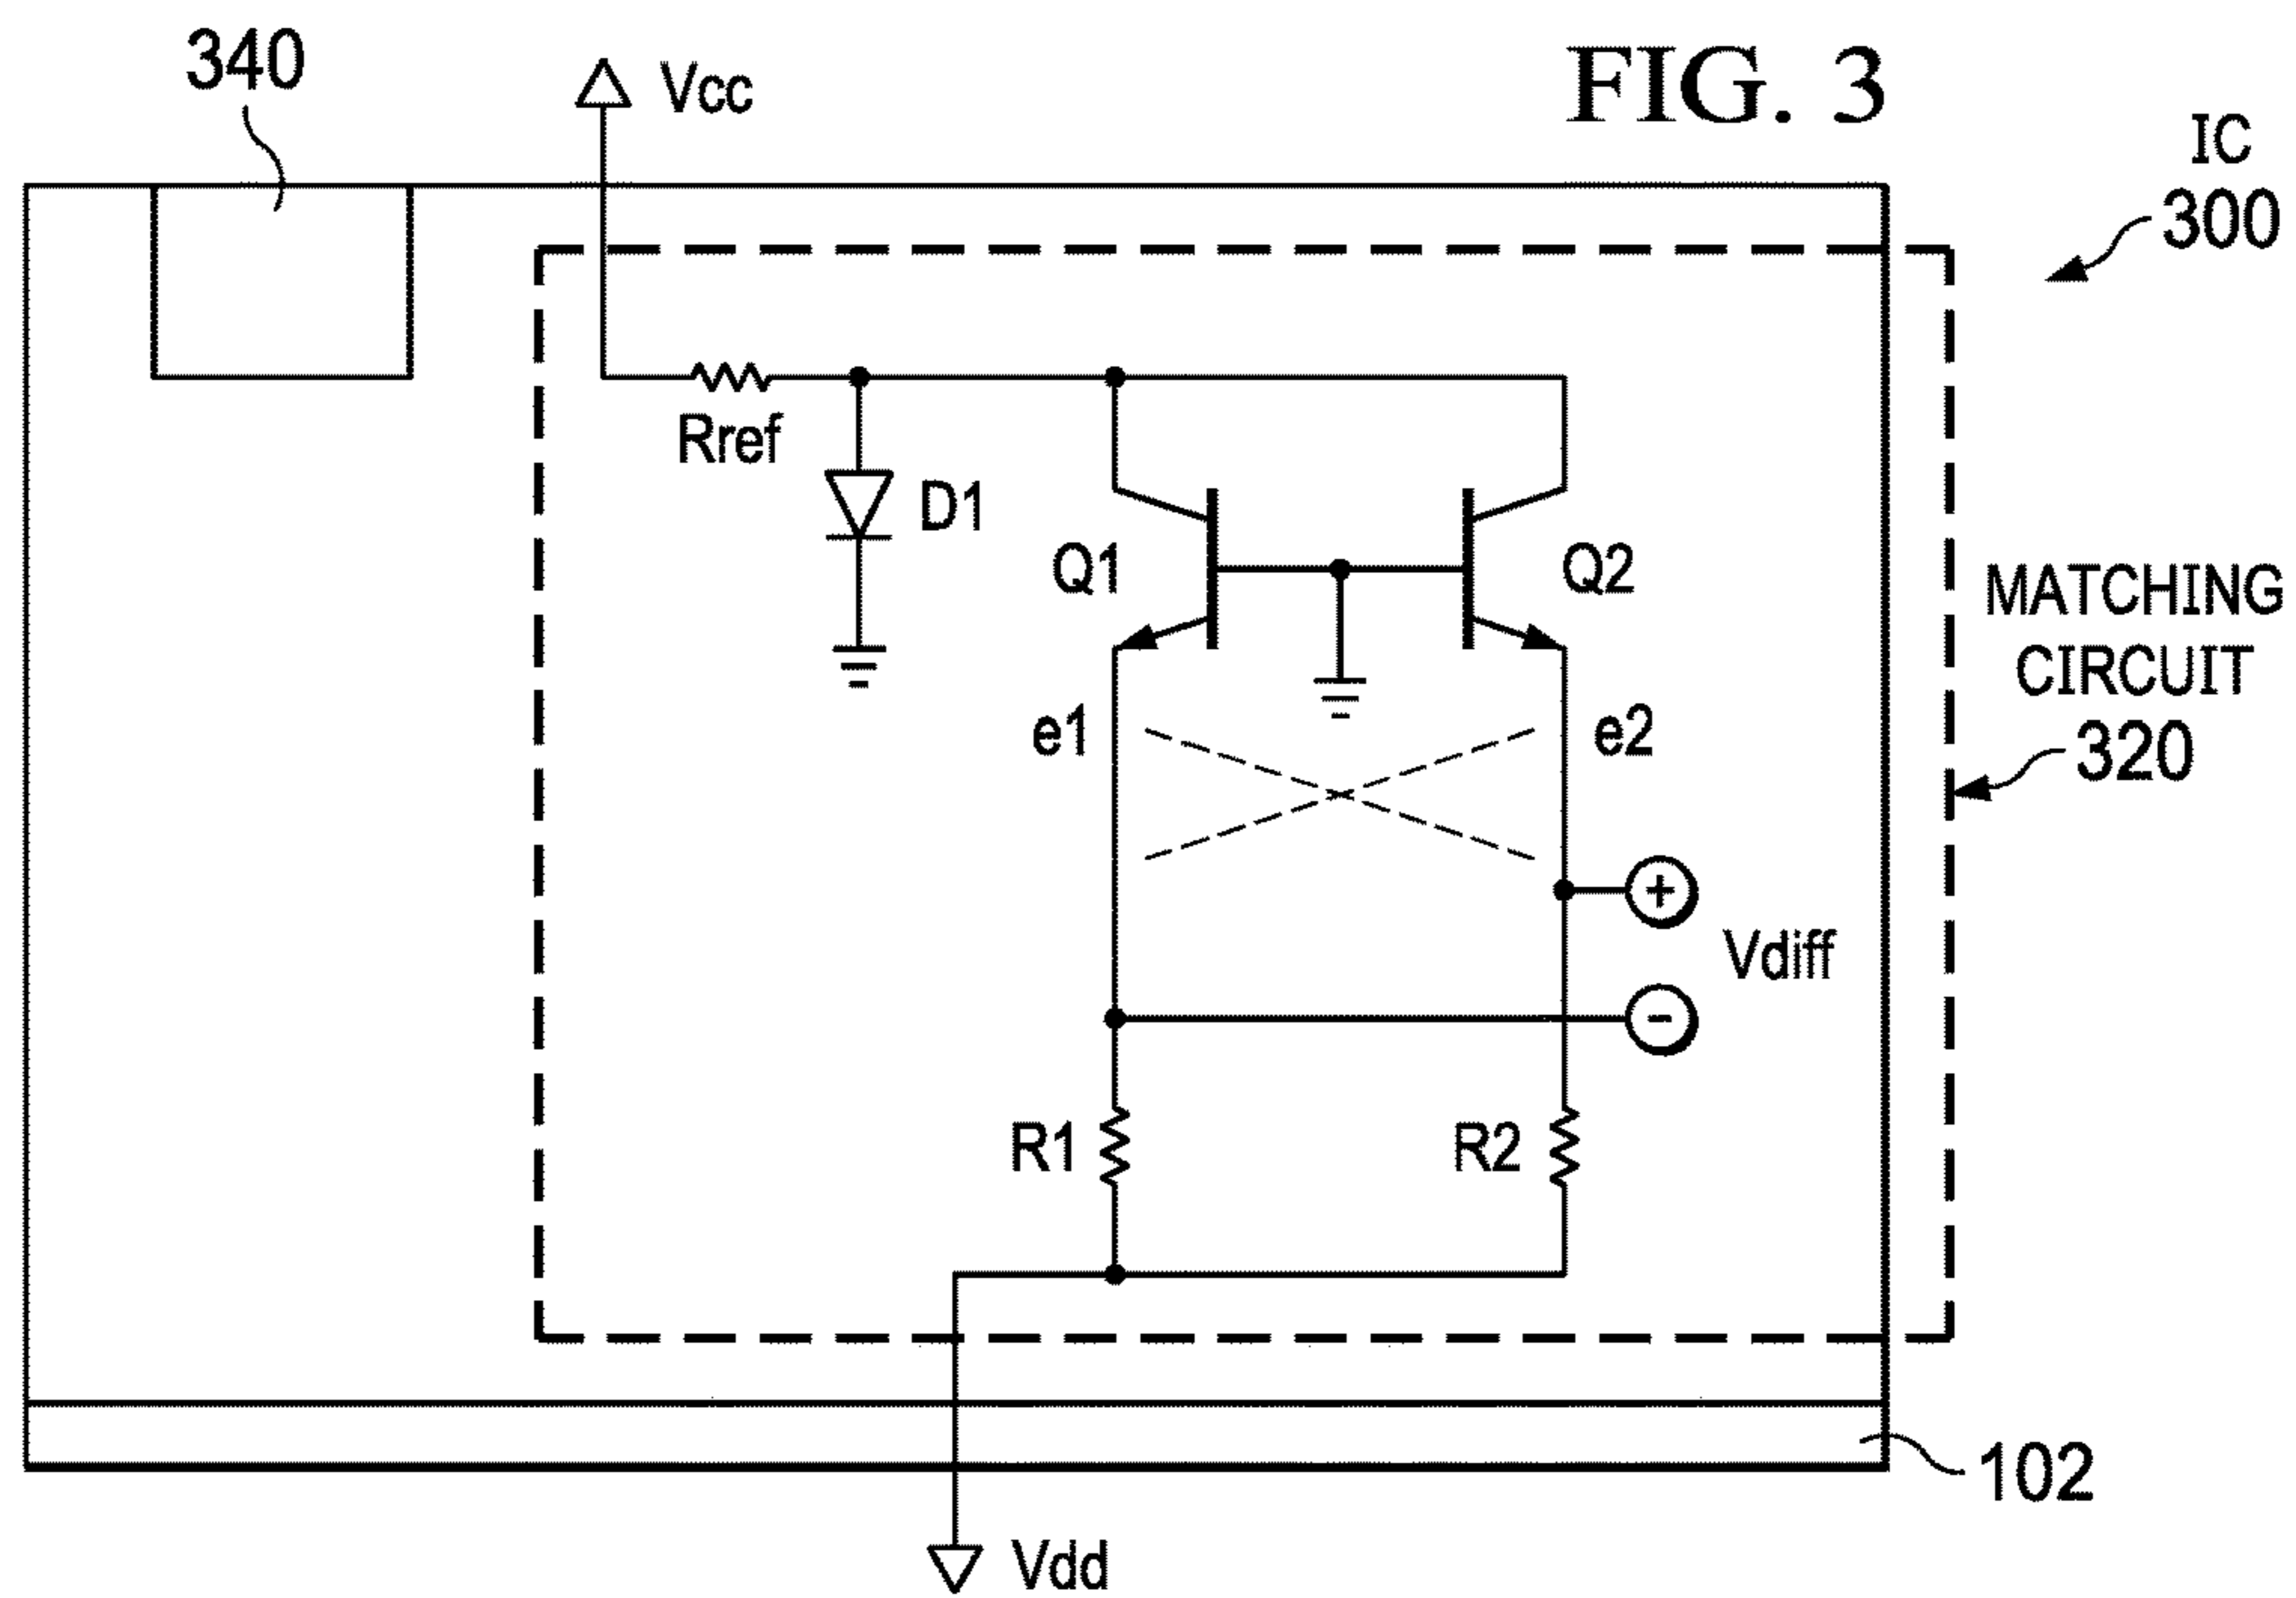 FIG. 3
340
Vcc
IC
300
Rref
D1
Q1
Q2
MATCHING
CIRCUIT
320
e1
e2
+
Vdiff
-
R1
R2
102
Vdd